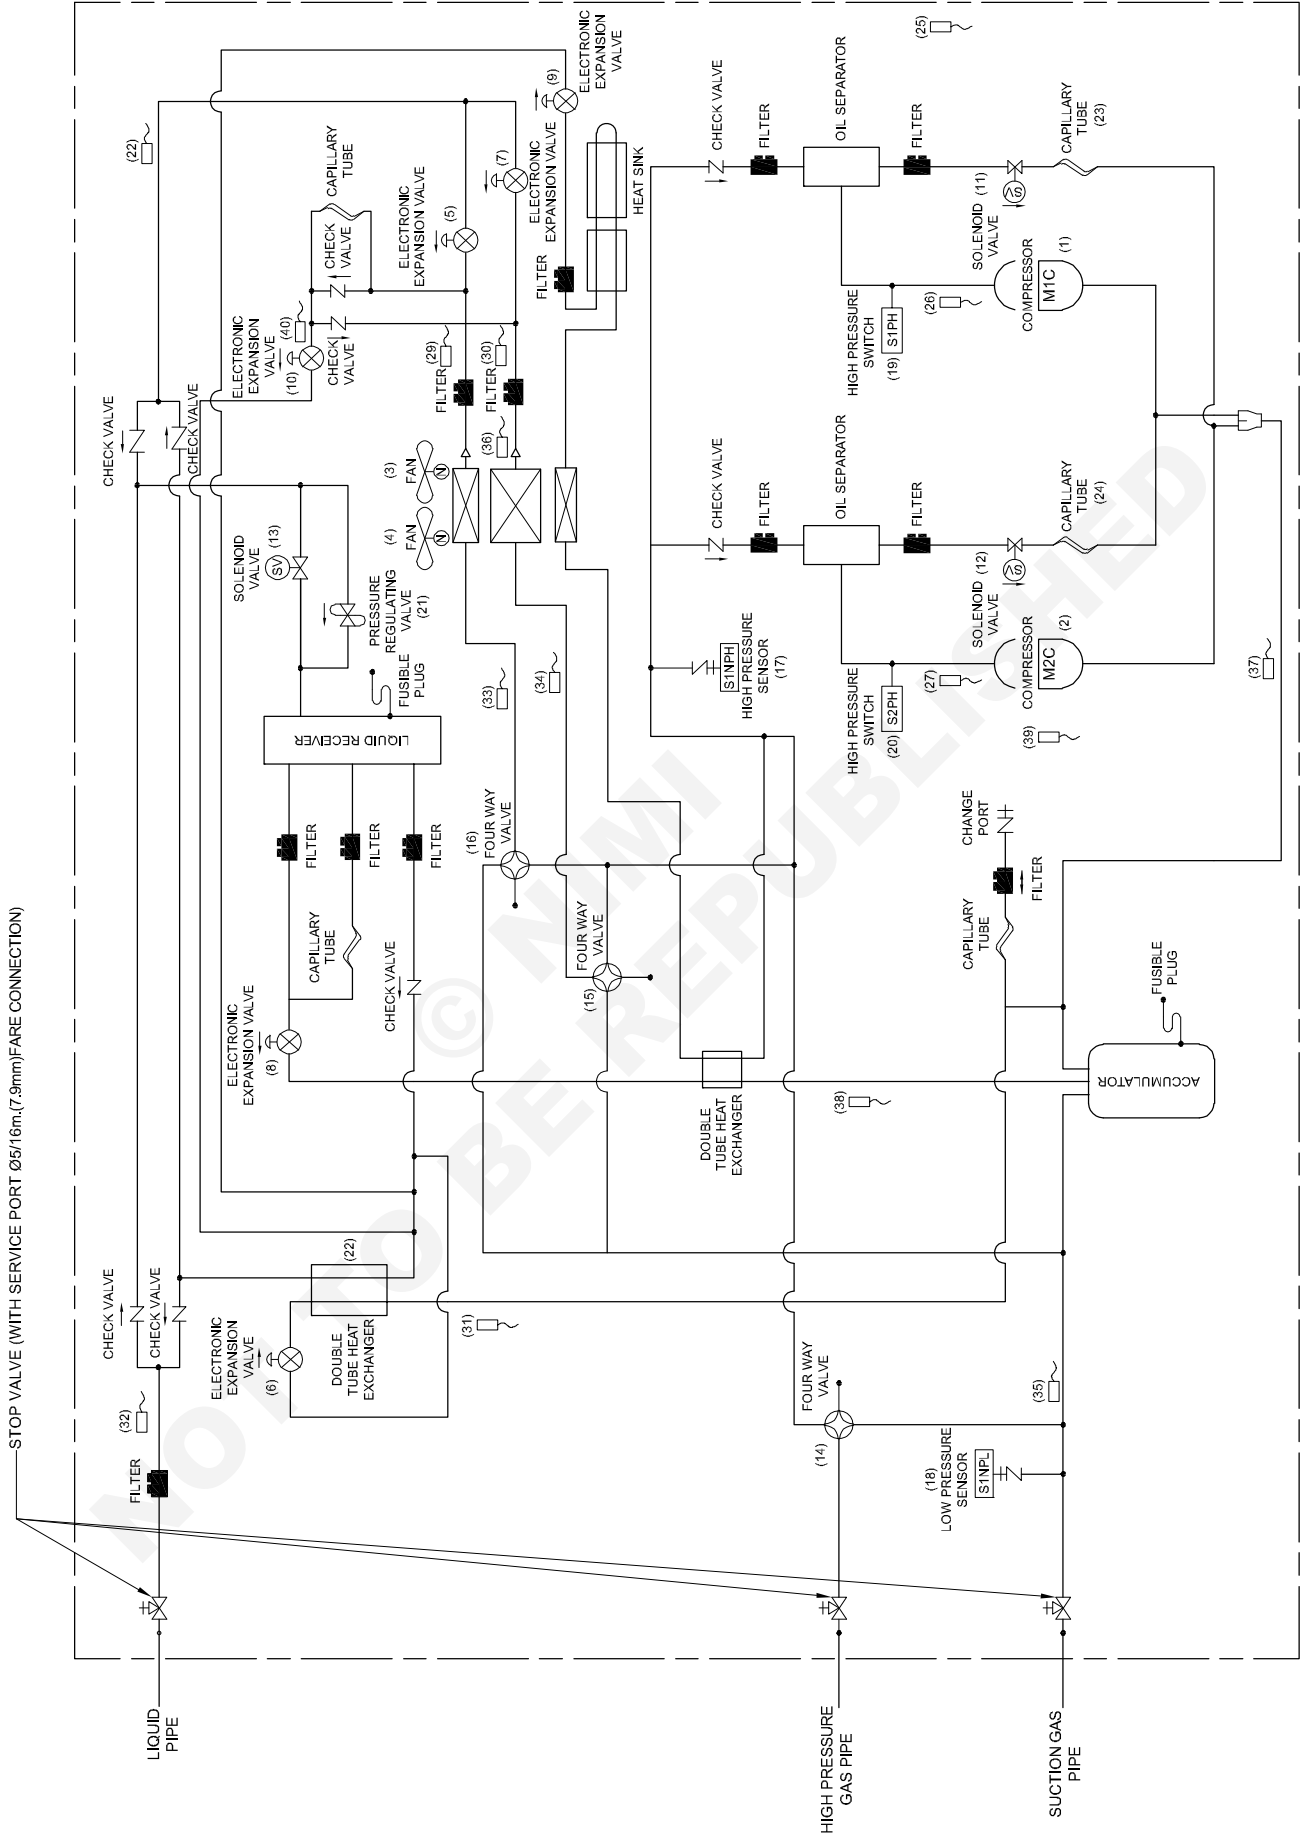 STOP VALVE (WITH SERVICE PORT Ø5/16m.(7.9mm)FARE CONNECTION)
LIQUID
PIPE
FILTER
(32)
CHECK VALVE
CHECK VALVE
CHECK VALVE
CHECK VALVE
(22)
ELECTRONIC
EXPANSION
VALVE
(6)
DOUBLE
TUBE HEAT
EXCHANGER
(22)
(31)
ELECTRONIC
EXPANSION VALVE
(8)
CAPILLARY
TUBE
CHECK VALVE
FILTER
FILTER
FILTER
LIQUID RECEIVER
FUSIBLE
PLUG
SOLENOID
VALVE
(13)
PRESSURE
REGULATING
VALVE
(21)
ELECTRONIC
EXPANSION
VALVE
(10)
(40)
CHECK
VALVE
CHECK
VALVE
CAPILLARY
TUBE
ELECTRONIC
EXPANSION VALVE
(5)
ELECTRONIC
EXPANSION VALVE
(7)
ELECTRONIC
EXPANSION
VALVE
(9)
FILTER
HEAT SINK
(29)
(30)
FILTER
FILTER
(36)
(3)
FAN
N
(4)
FAN
N
(33)
(34)
(16)
FOUR WAY
VALVE
FOUR WAY
VALVE
(15)
DOUBLE
TUBE HEAT
EXCHANGER
(38)
HIGH PRESSURE
GAS PIPE
FOUR WAY
VALVE
(14)
(18)
LOW PRESSURE
SENSOR
S1NPL
(35)
SUCTION GAS
PIPE
ACCUMULATOR
FUSIBLE
PLUG
CAPILLARY
TUBE
FILTER
CHANGE
PORT
S1NPH
HIGH PRESSURE
SENSOR
(17)
CHECK VALVE
FILTER
OIL SEPARATOR
FILTER
SOLENOID
VALVE
(12)
SV
CAPILLARY
TUBE
(24)
HIGH PRESSURE
SWITCH
(20)
S2PH
(27)
COMPRESSOR
M2C
(2)
(39)
(37)
CHECK VALVE
FILTER
OIL SEPARATOR
FILTER
SOLENOID
VALVE
(11)
SV
CAPILLARY
TUBE
(23)
HIGH PRESSURE
SWITCH
(19)
S1PH
(26)
COMPRESSOR
M1C
(1)
(25)
SV
© NIMI
NOT TO BE REPUBLISHED